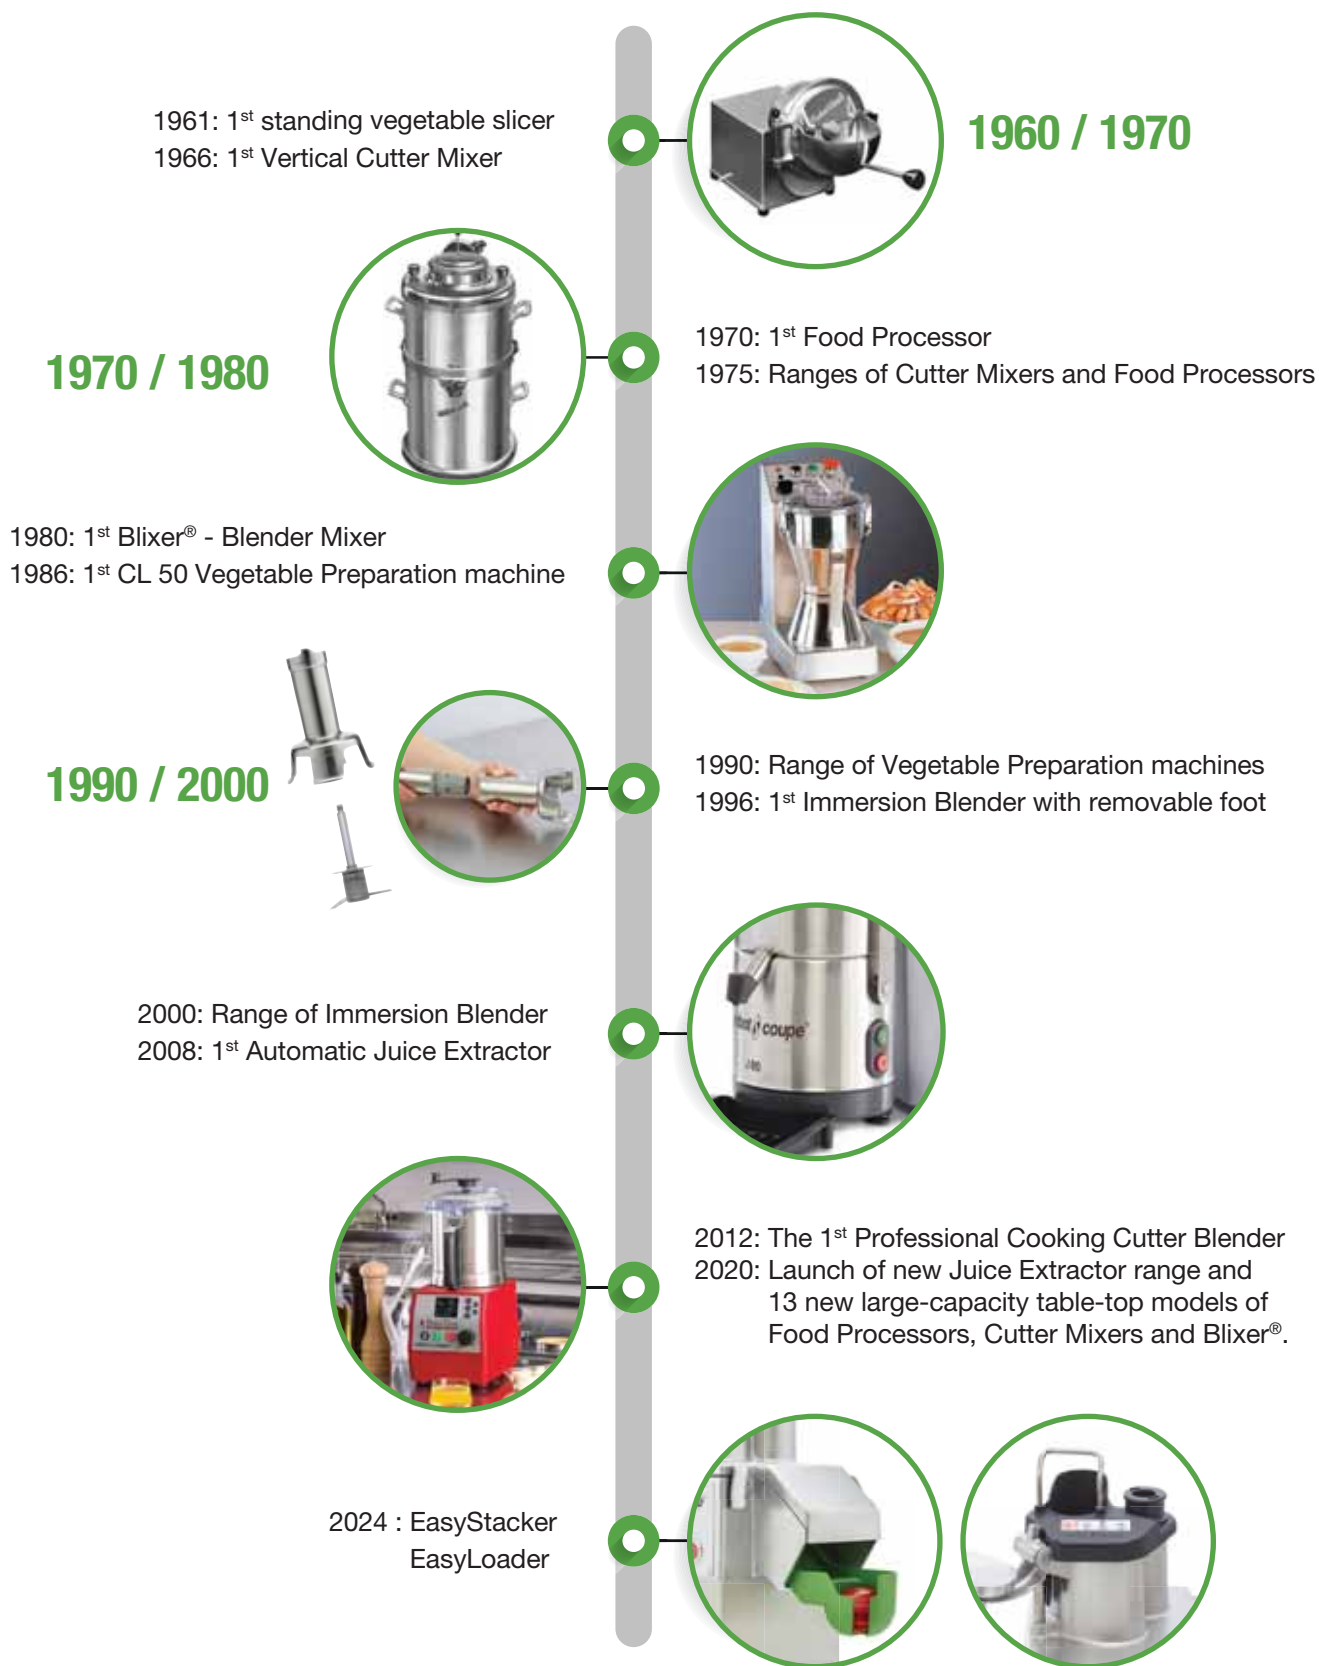 1961: 1st standing vegetable slicer
1966: 1st Vertical Cutter Mixer
1960 / 1970
1970 / 1980
1970: 1st Food Processor
1975: Ranges of Cutter Mixers and Food Processors
1980: 1st Blixer® - Blender Mixer
1986: 1st CL 50 Vegetable Preparation machine
1990 / 2000
1990: Range of Vegetable Preparation machines
1996: 1st Immersion Blender with removable foot
2000: Range of Immersion Blender
2008: 1st Automatic Juice Extractor
coupe®
2012: The 1st Professional Cooking Cutter Blender
2020: Launch of new Juice Extractor range and
13 new large-capacity table-top models of
Food Processors, Cutter Mixers and Blixer®.
2024 : EasyStacker
EasyLoader